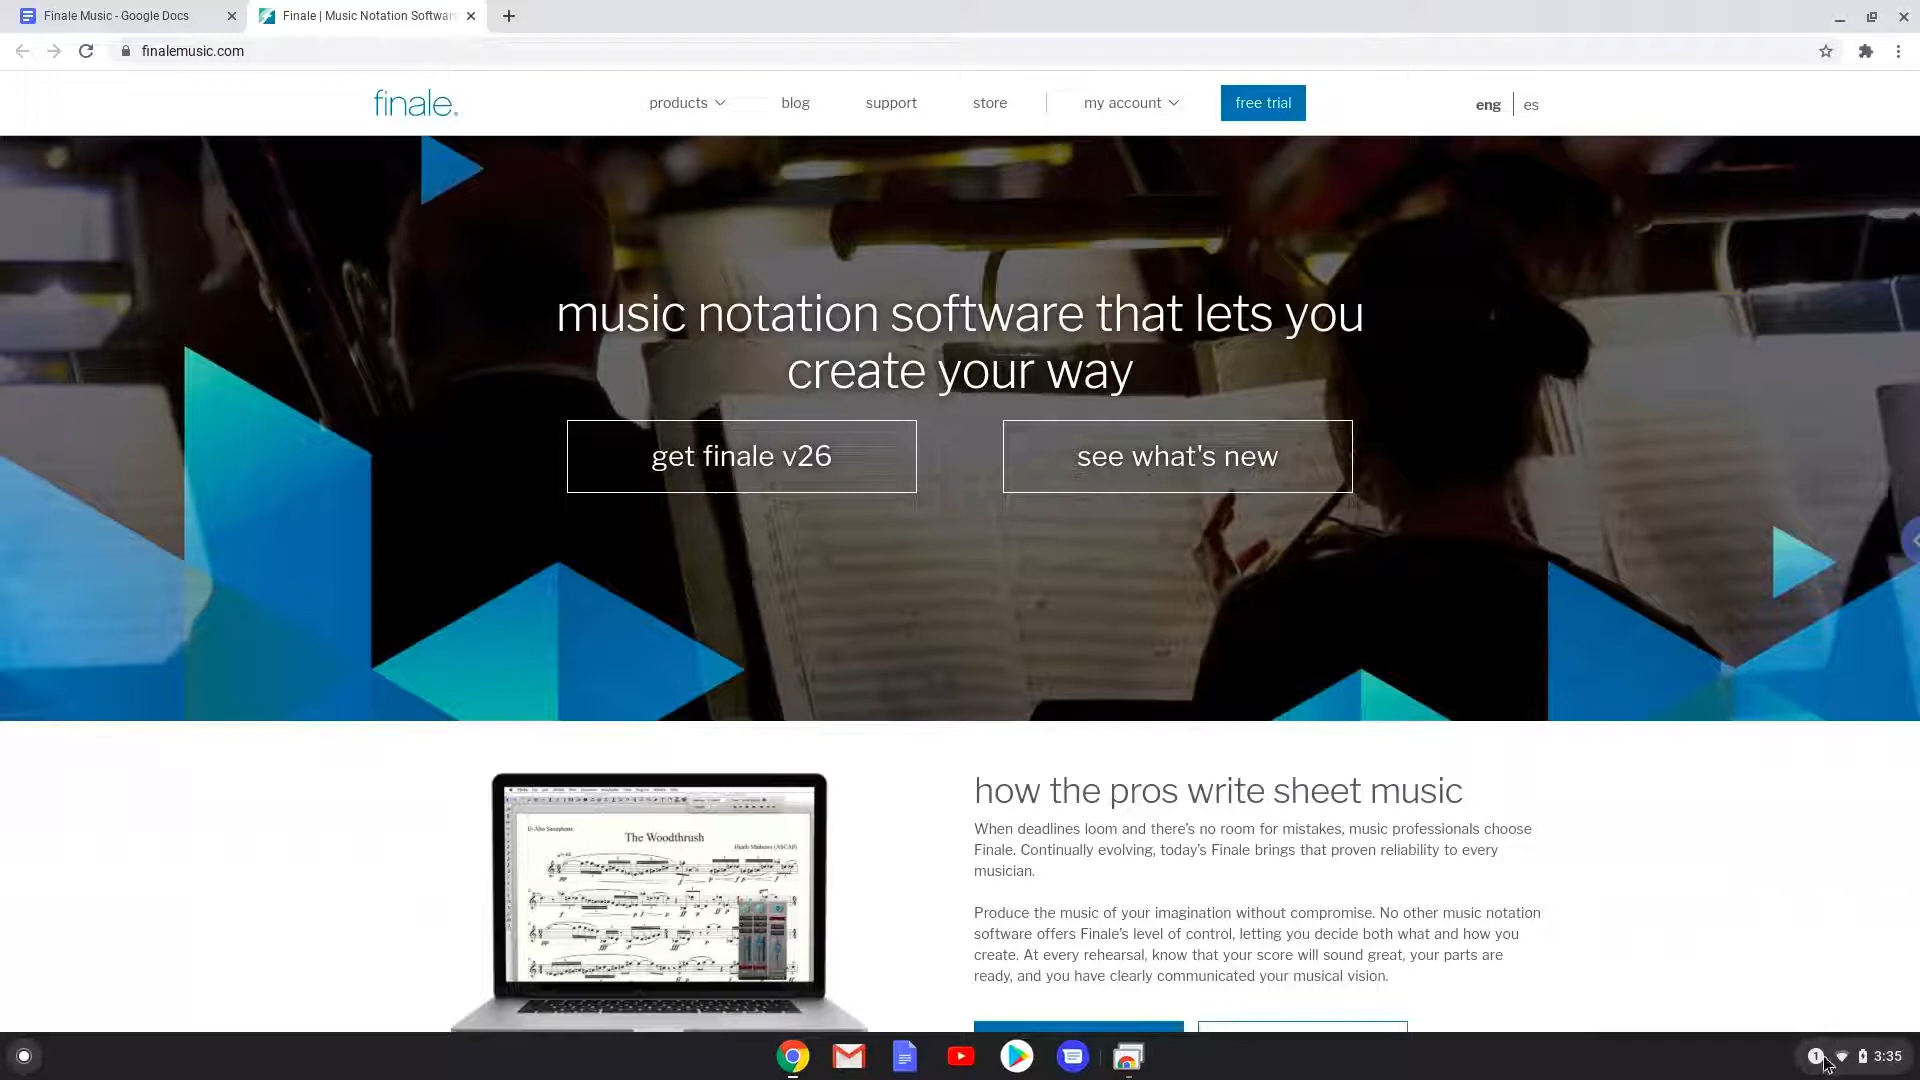 Finale Music - Google Docs
Finale | Music Notation Softwar
finalemusic.com
finale.
products
blog
support
store
my account
free trial
eng
es
music notation software that lets you
create your way
get finale v26
see what's new
The Woodthrush
how the pros write sheet music
When deadlines loom and there's no room for mistakes, music professionals choose
Finale. Continually evolving, today's Finale brings that proven reliability to every
musician.
Produce the music of your imagination without compromise. No other music notation
software offers Finale's level of control, letting you decide both what and how you
create. At every rehearsal, know that your score will sound great, your parts are
ready, and you have clearly communicated your musical vision.
1
3:35